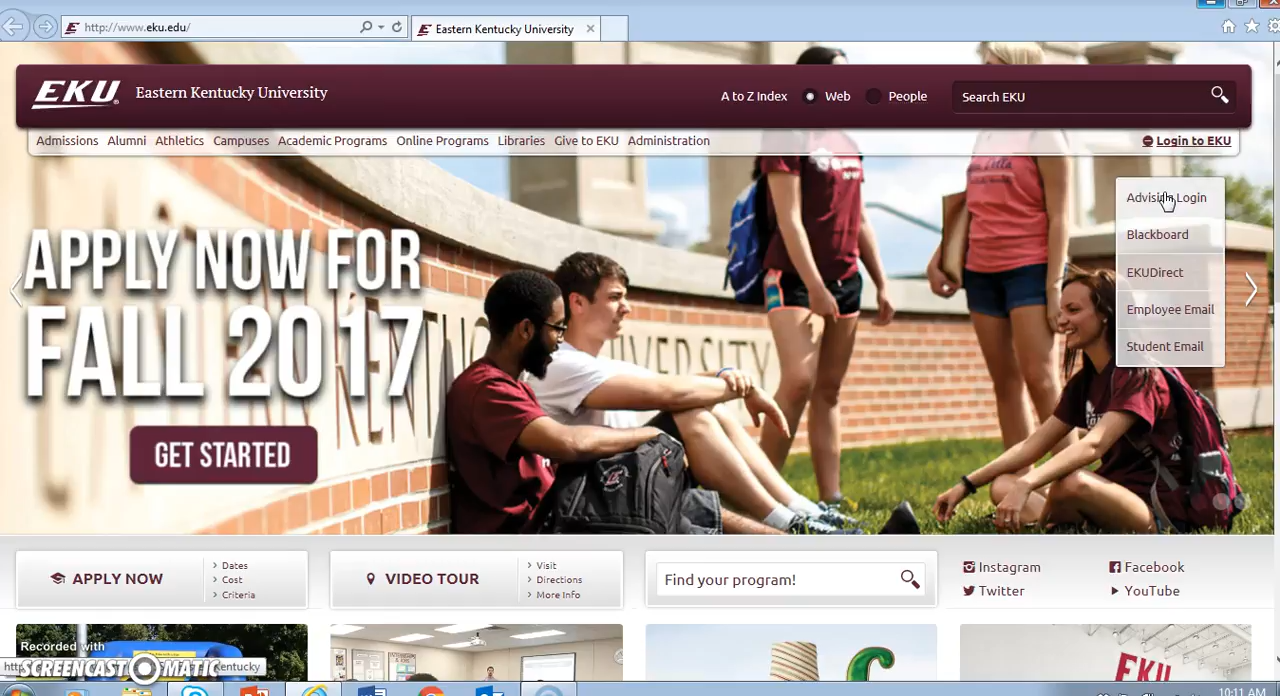 http://www.eku.edu/
Eastern Kentucky University
EKU Eastern Kentucky University
A to Z Index Web People Search EKU
Admissions Alumni Athletics Campuses Academic Programs Online Programs Libraries Give to EKU Administration
Login to EKU
Advising Login
Blackboard
EKUDirect
Employee Email
Student Email
APPLY NOW FOR
FALL 2017
GET STARTED
APPLY NOW
Dates
Cost
Criteria
VIDEO TOUR
Visit
Directions
More Info
Find your program!
Instagram
Facebook
Twitter
YouTube
Recorded with
SCREENCAST MATIC
EKU
10:11 AM